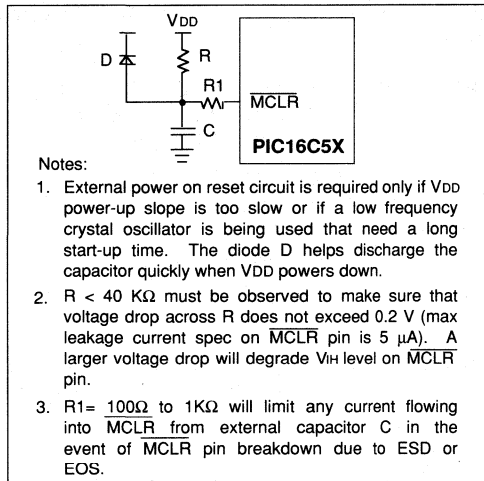 VDD
D
R
R1
MCLR
C
PIC16C5X
Notes:
1. External power on reset circuit is required only if VDD
power-up slope is too slow or if a low frequency
crystal oscillator is being used that need a long
start-up time. The diode D helps discharge the
capacitor quickly when VDD powers down.
2. R < 40 KΩ must be observed to make sure that
voltage drop across R does not exceed 0.2 V (max
leakage current spec on MCLR pin is 5 μA). A
larger voltage drop will degrade VIH level on MCLR
pin.
3. R1= 100Ω to 1KΩ will limit any current flowing
into MCLR from external capacitor C in the
event of MCLR pin breakdown due to ESD or
EOS.